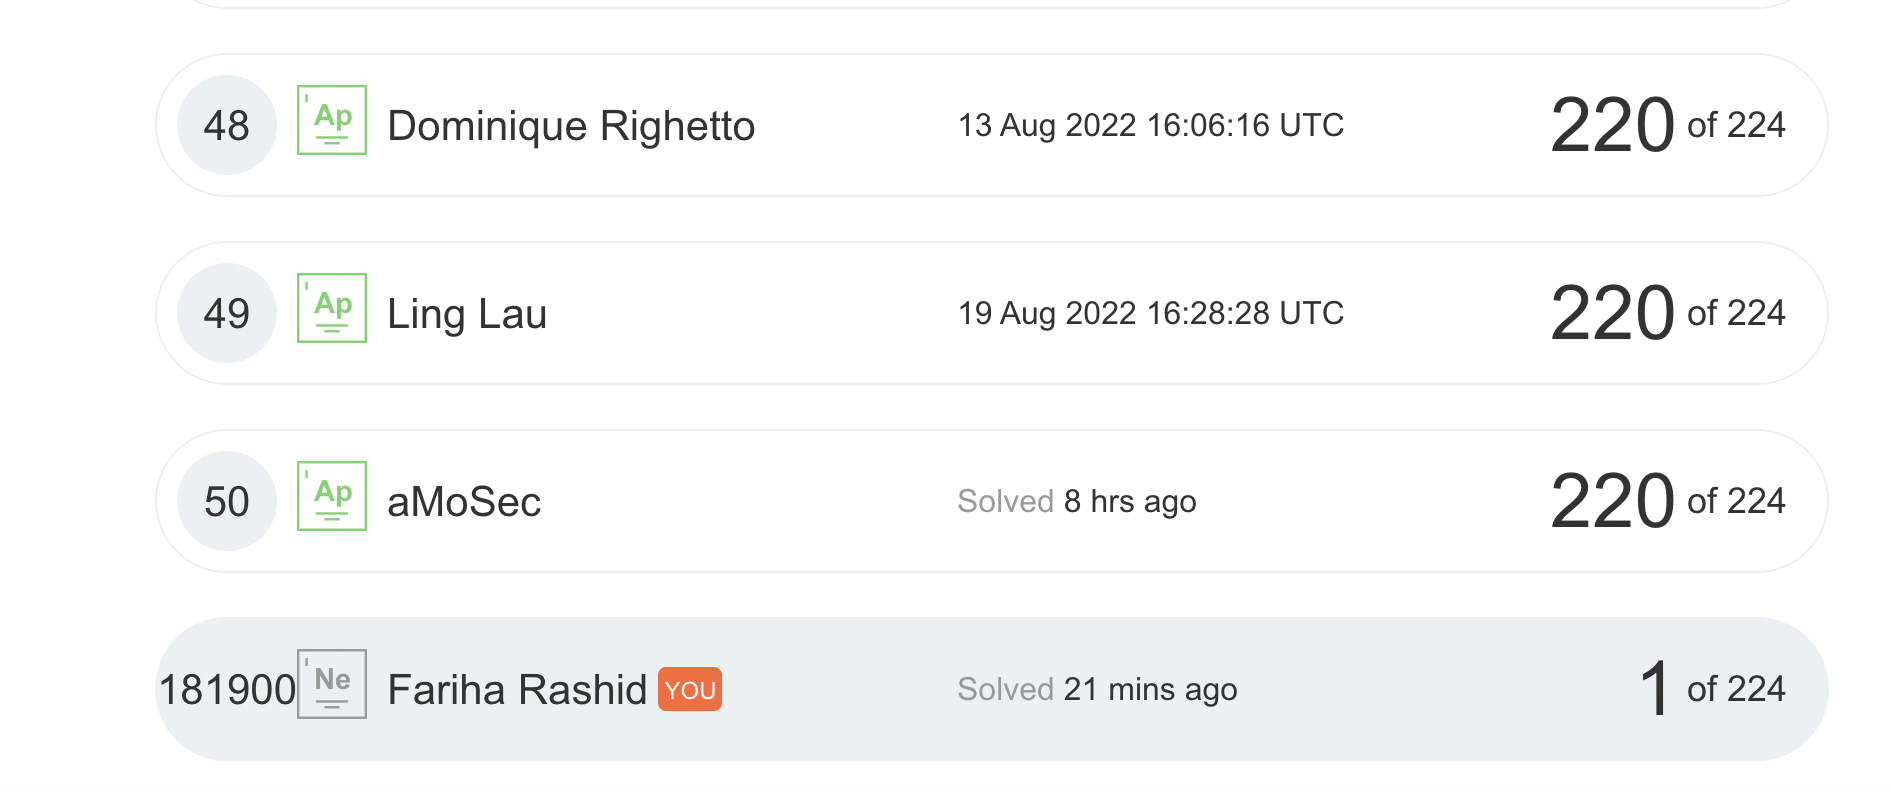 48 Ap Dominique Righetto 13 Aug 2022 16:06:16 UTC 220 of 224
49 Ap Ling Lau 19 Aug 2022 16:28:28 UTC 220 of 224
50 Ap aMoSec Solved 8 hrs ago 220 of 224
181900 Ne Fariha Rashid YOU Solved 21 mins ago 1 of 224